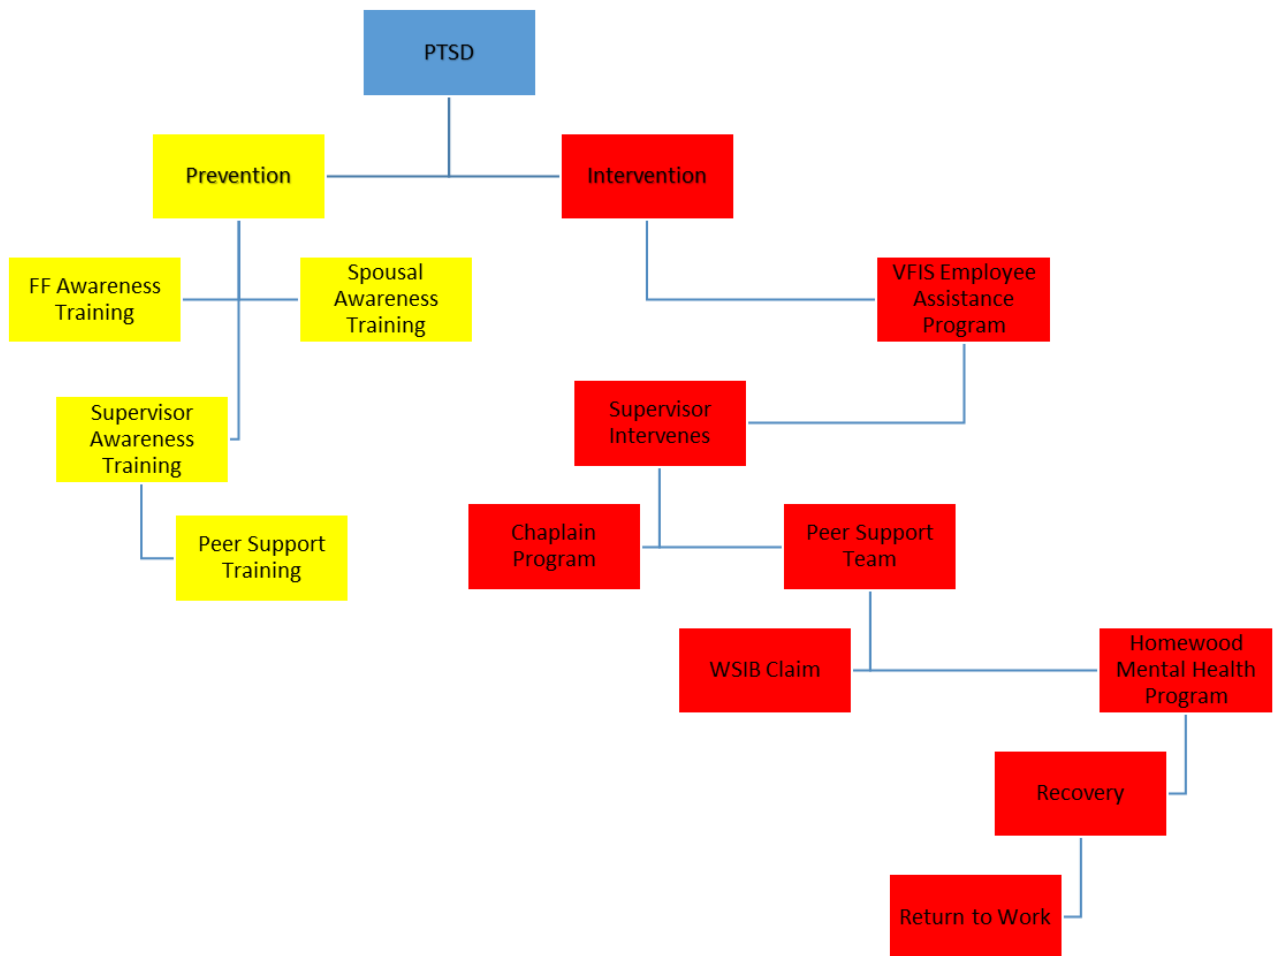 PTSD
Prevention
Intervention
FF Awareness
Training
Spousal
Awareness
Training
VFIS Employee
Assistance
Program
Supervisor
Awareness
Training
Supervisor
Intervenes
Peer Support
Training
Chaplain
Program
Peer Support
Team
WSIB Claim
Homewood
Mental Health
Program
Recovery
Return to Work